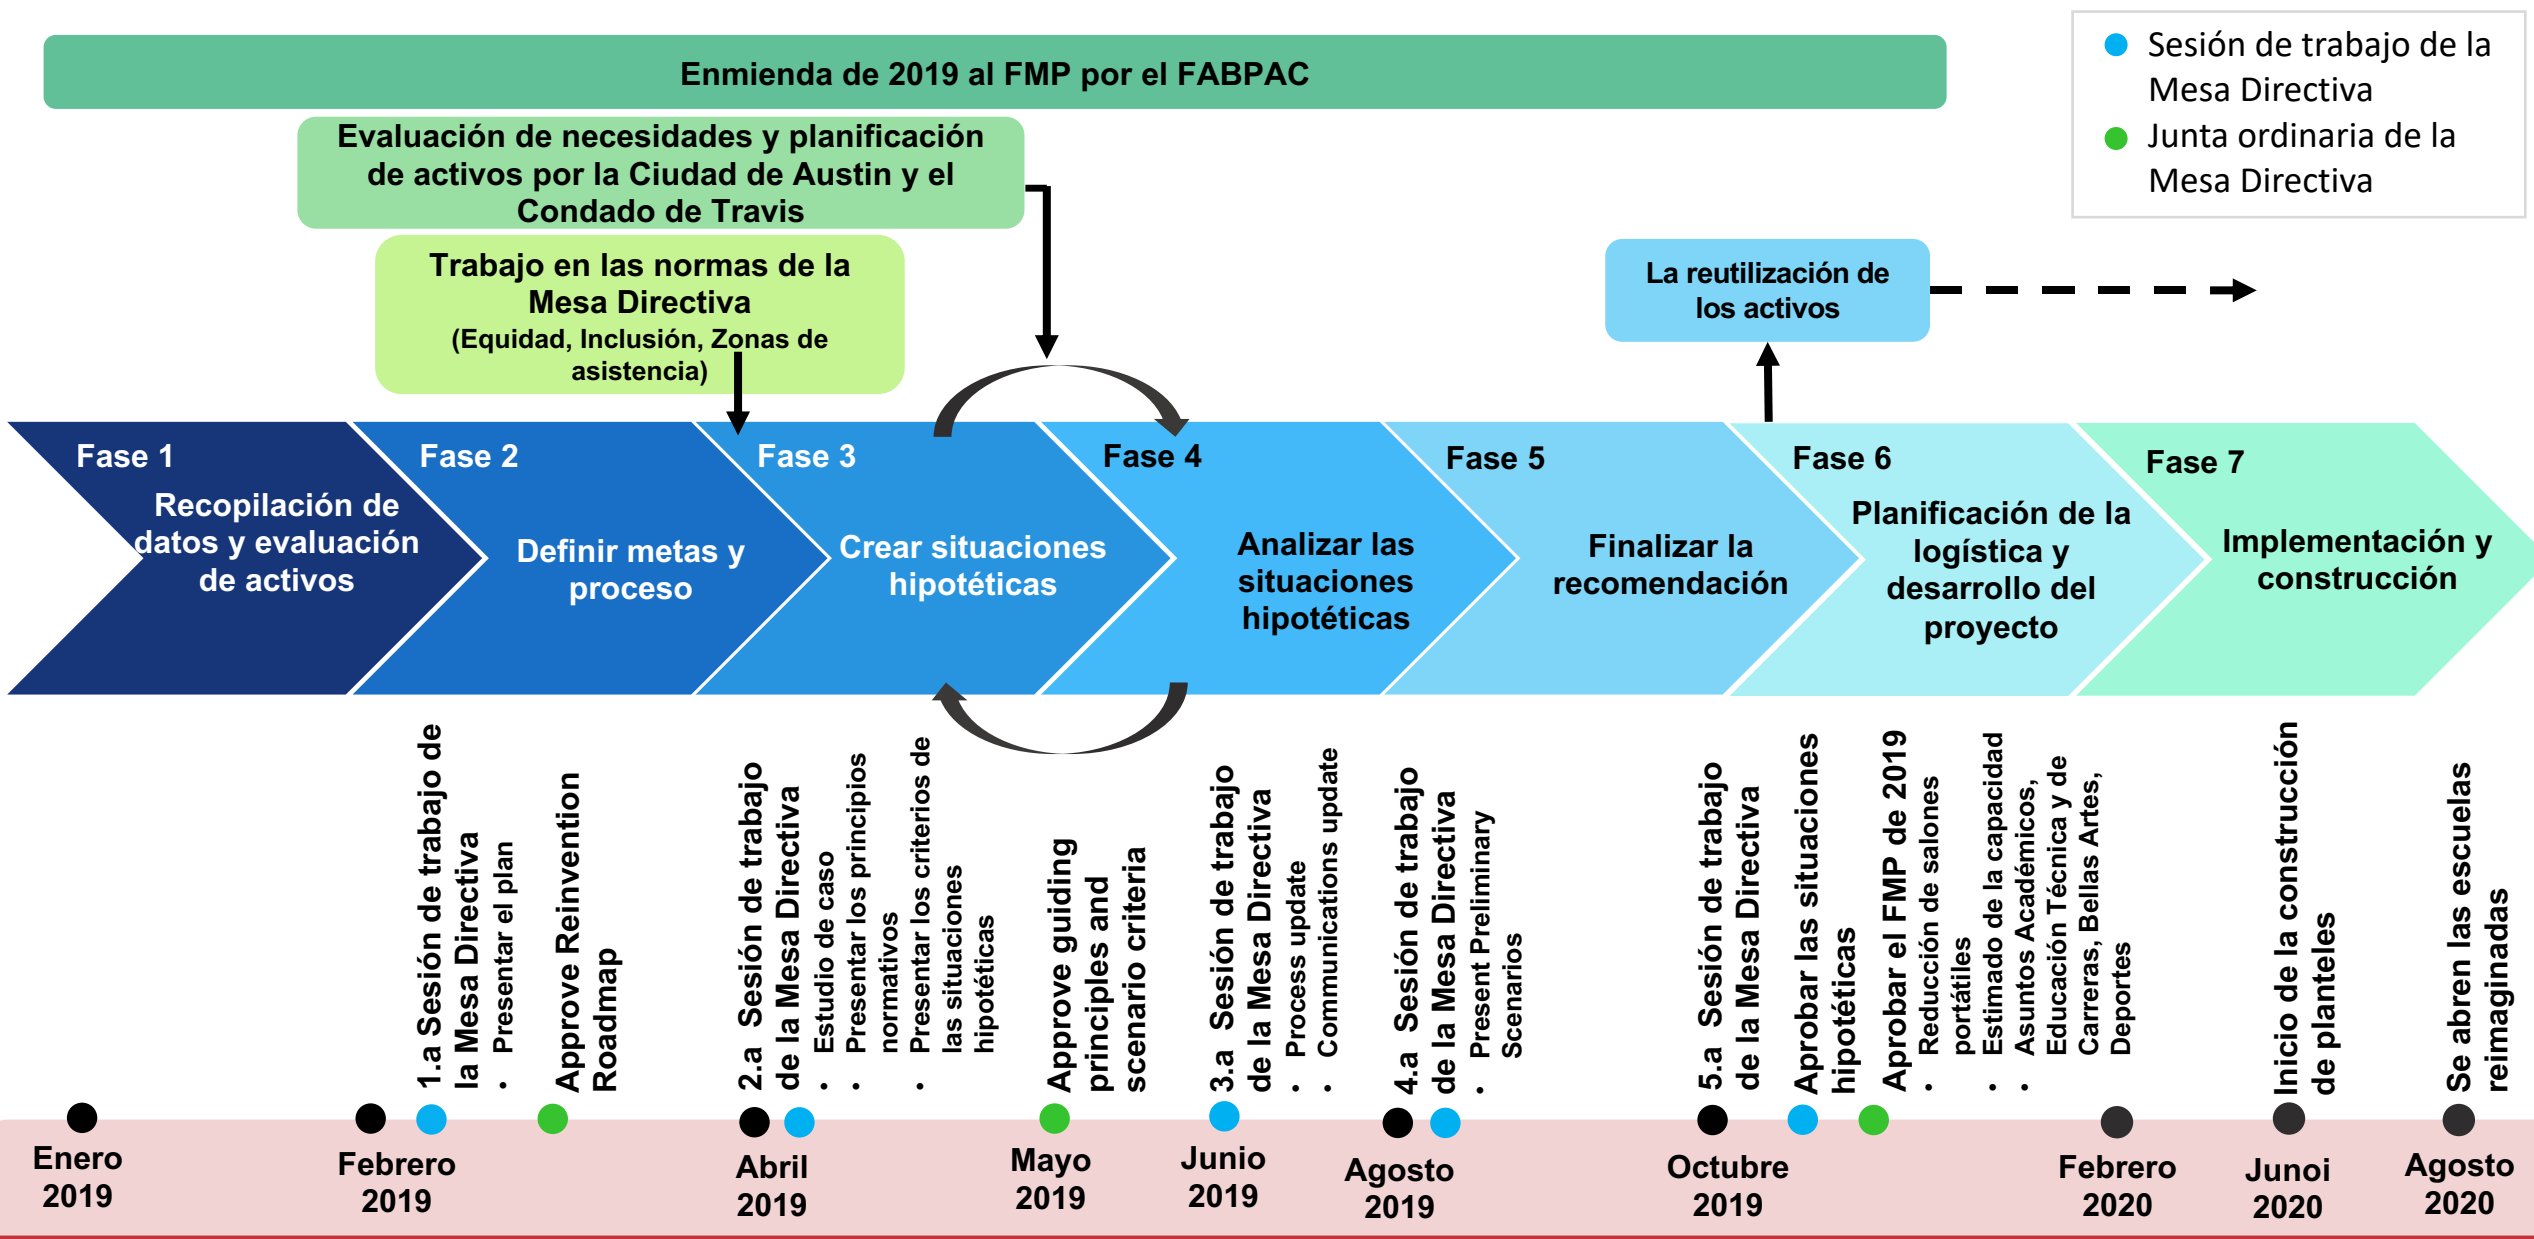 Enmienda de 2019 al FMP por el FABPAC
Sesión de trabajo de la
Mesa Directiva
Junta ordinaria de la
Mesa Directiva
Evaluación de necesidades y planificación
de activos por la Ciudad de Austin y el
Condado de Travis
Trabajo en las normas de la
Mesa Directiva
(Equidad, Inclusión, Zonas de
asistencia)
La reutilización de
los activos
Fase 1
Recopilación de
datos y evaluación
de activos
Fase 2
Definir metas y
proceso
Fase 3
Crear situaciones
hipotéticas
Fase 4
Analizar las
situaciones
hipotéticas
Fase 5
Finalizar la
recomendación
Fase 6
Planificación de la
logística y
desarrollo del
proyecto
Fase 7
Implementación y
construcción
1.a Sesión de trabajo de
la Mesa Directiva
• Presentar el plan
Approve Reinvention
Roadmap
2.a Sesión de trabajo
de la Mesa Directiva
• Estudio de caso
• Presentar los principios
normativos
• Presentar los criterios de
las situaciones
hipotéticas
Approve guiding
principles and
scenario criteria
3.a Sesión de trabajo
de la Mesa Directiva
• Process update
• Communications update
4.a Sesión de trabajo
de la Mesa Directiva
• Present Preliminary
Scenarios
5.a Sesión de trabajo
de la Mesa Directiva
Aprobar las situaciones
hipotéticas
Aprobar el FMP de 2019
• Reducción de salones
portátiles
• Estimado de la capacidad
• Asuntos Académicos,
Educación Técnica y de
Carreras, Bellas Artes,
Deportes
Inicio de la construcción
de planteles
Se abren las escuelas
reimaginadas
Enero
2019
Febrero
2019
Abril
2019
Mayo
2019
Junio
2019
Agosto
2019
Octubre
2019
Febrero
2020
Junoi
2020
Agosto
2020